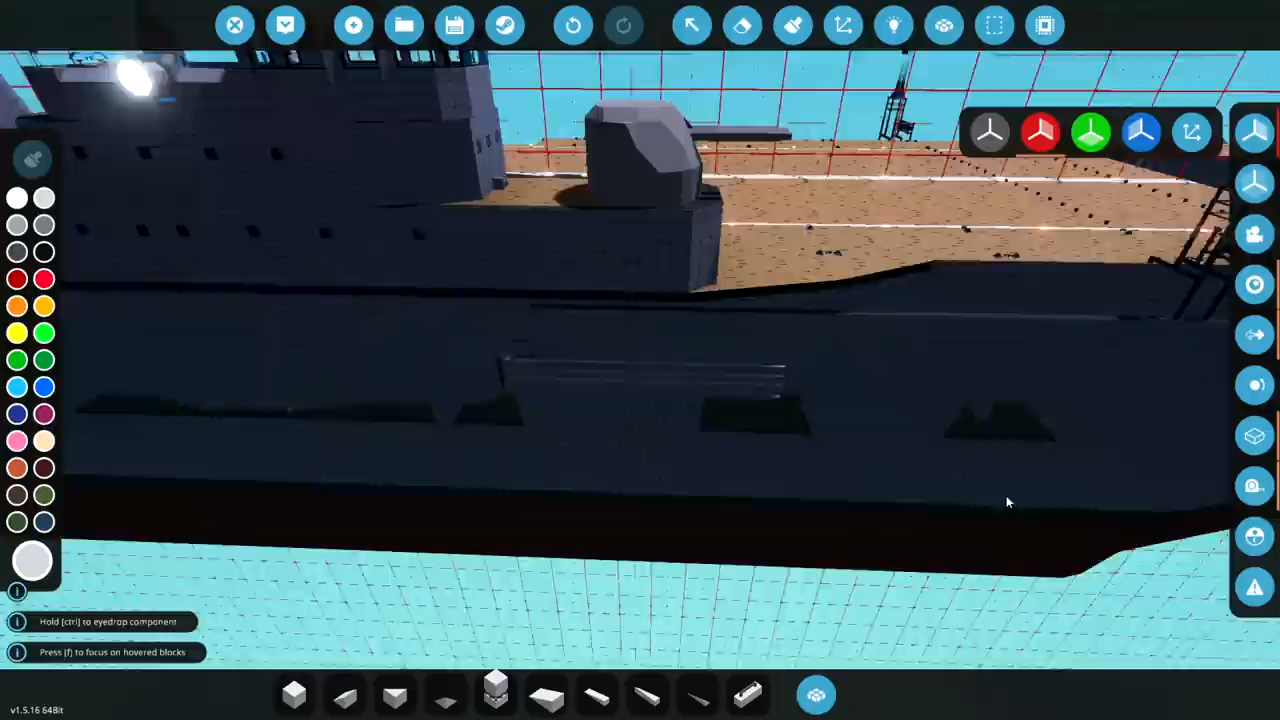 Hold [ctrl] to eyedrop component
Press [f] to focus on hovered blocks
v1.5.16 64Bit